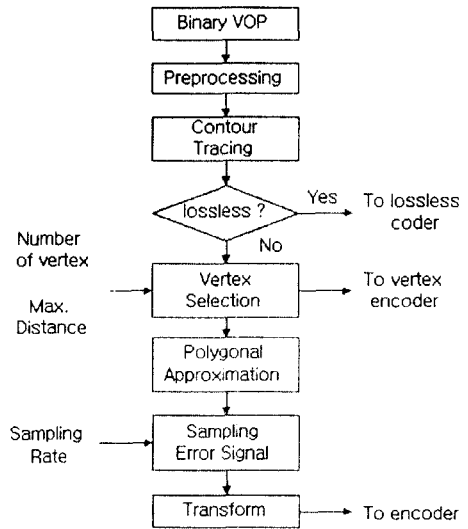 Binary VOP
Preprocessing
Contour
Tracing
lossless ?
Yes
To lossless
coder
No
Number
of vertex
Max.
Distance
Vertex
Selection
To vertex
encoder
Polygonal
Approximation
Sampling
Rate
Sampling
Error Signal
Transform
To encoder